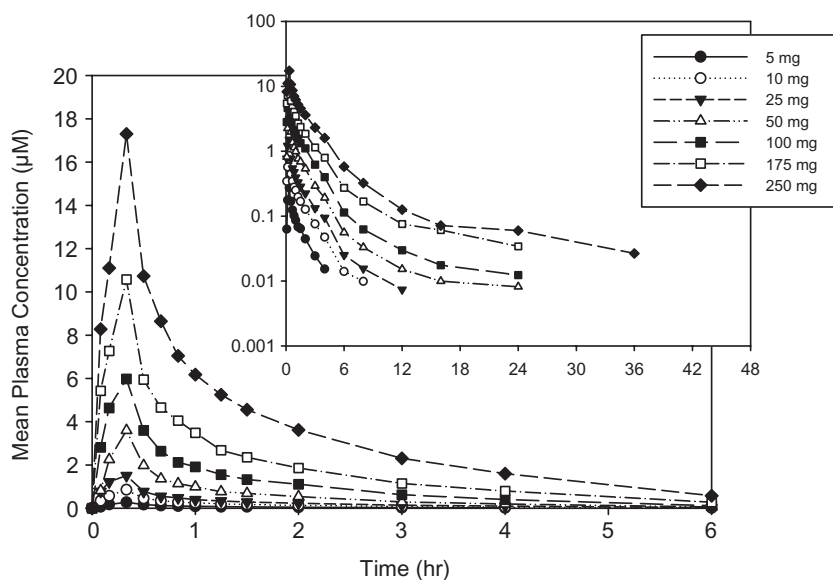 100
10
1
0.1
0.01
0.001
0 6 12 18 24 30 36 42 48
5 mg
10 mg
25 mg
50 mg
100 mg
175 mg
250 mg
20
18
16
14
12
10
8
6
4
2
0
0 1 2 3 4 5 6
Mean Plasma Concentration (µM)
Time (hr)